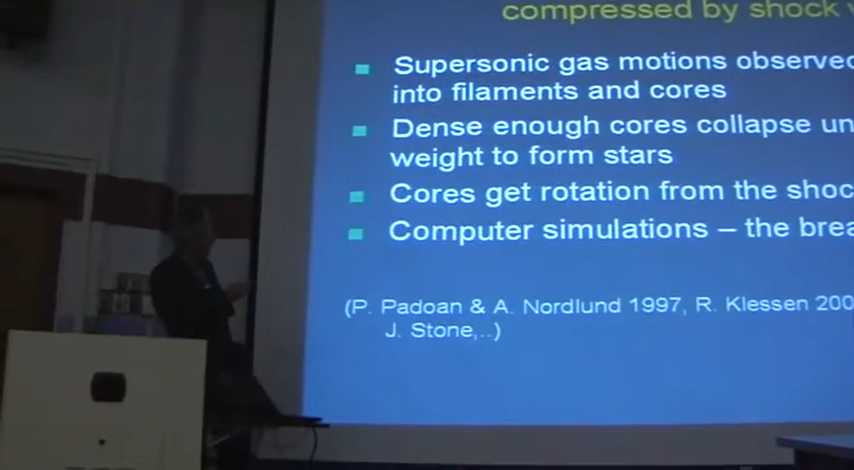 compressed by shock
Supersonic gas motions observed
into filaments and cores
Dense enough cores collapse un
weight to form stars
Cores get rotation from the shoc
Computer simulations – the brea
(P. Padoan & A. Nordlund 1997, R. Klessen 200
J. Stone,..)